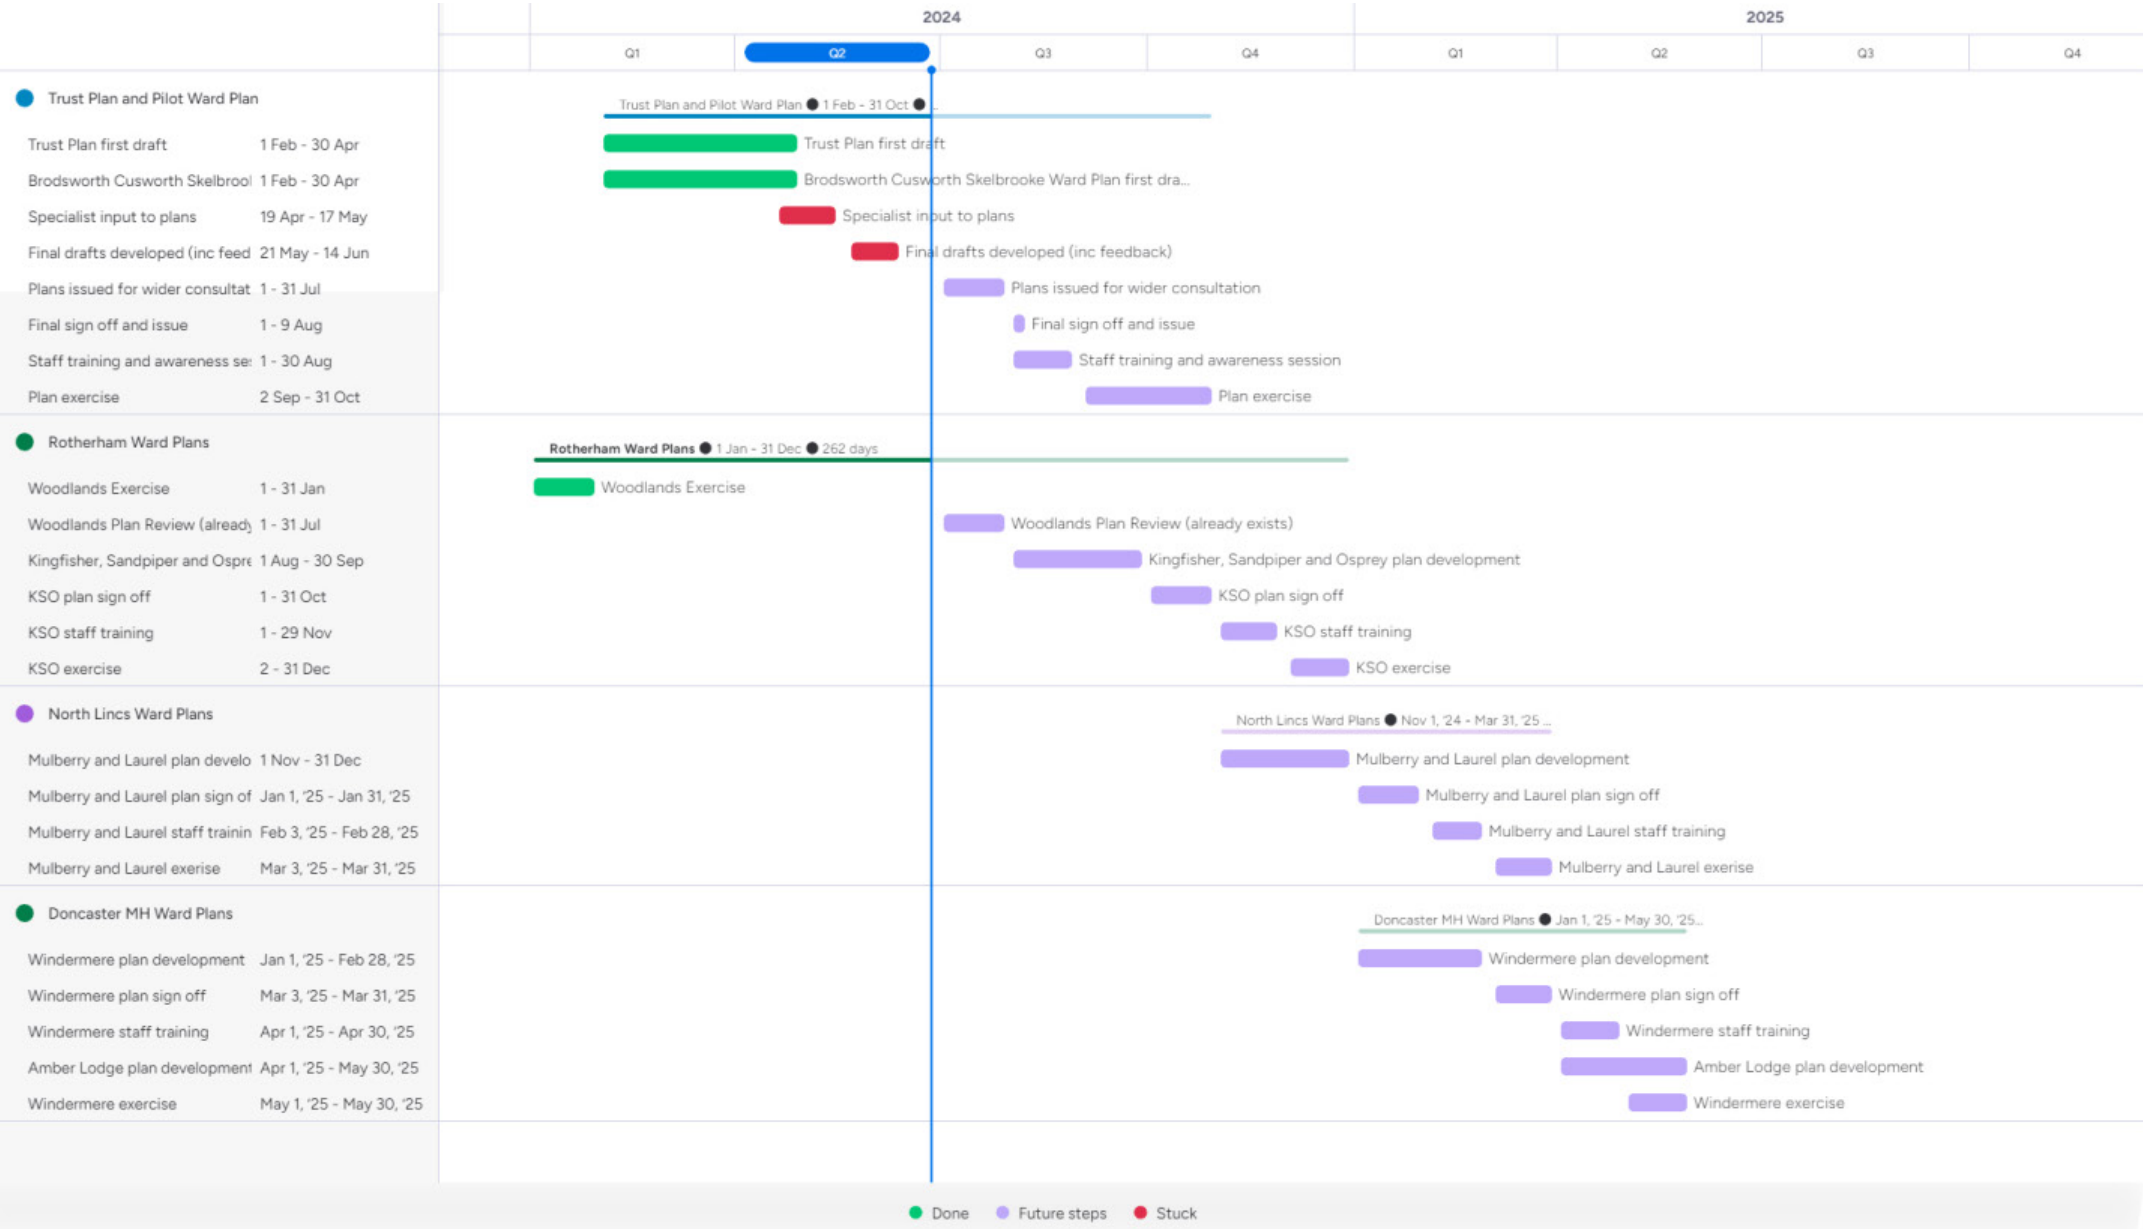 2024 2025
Q1 Q2 Q3 Q4 Q1 Q2 Q3 Q4
Trust Plan and Pilot Ward Plan
Trust Plan and Pilot Ward Plan ● 1 Feb - 31 Oct ● ...
Trust Plan first draft 1 Feb - 30 Apr Trust Plan first draft
Brodsworth Cusworth Skelbrool 1 Feb - 30 Apr Brodsworth Cusworth Skelbrooke Ward Plan first dra...
Specialist input to plans 19 Apr - 17 May Specialist input to plans
Final drafts developed (inc feed 21 May - 14 Jun Final drafts developed (inc feedback)
Plans issued for wider consultat 1 - 31 Jul Plans issued for wider consultation
Final sign off and issue 1 - 9 Aug Final sign off and issue
Staff training and awareness se 1 - 30 Aug Staff training and awareness session
Plan exercise 2 Sep - 31 Oct Plan exercise
Rotherham Ward Plans
Rotherham Ward Plans ● 1 Jan - 31 Dec ● 262 days
Woodlands Exercise 1 - 31 Jan Woodlands Exercise
Woodlands Plan Review (already 1 - 31 Jul Woodlands Plan Review (already exists)
Kingfisher, Sandpiper and Ospre 1 Aug - 30 Sep Kingfisher, Sandpiper and Osprey plan development
KSO plan sign off 1 - 31 Oct KSO plan sign off
KSO staff training 1 - 29 Nov KSO staff training
KSO exercise 2 - 31 Dec KSO exercise
North Lincs Ward Plans
North Lincs Ward Plans ● Nov 1, '24 - Mar 31, '25 ...
Mulberry and Laurel plan develo 1 Nov - 31 Dec Mulberry and Laurel plan development
Mulberry and Laurel plan sign of Jan 1, '25 - Jan 31, '25 Mulberry and Laurel plan sign off
Mulberry and Laurel staff trainin Feb 3, '25 - Feb 28, '25 Mulberry and Laurel staff training
Mulberry and Laurel exerise Mar 3, '25 - Mar 31, '25 Mulberry and Laurel exerise
Doncaster MH Ward Plans
Doncaster MH Ward Plans ● Jan 1, '25 - May 30, '25...
Windermere plan development Jan 1, '25 - Feb 28, '25 Windermere plan development
Windermere plan sign off Mar 3, '25 - Mar 31, '25 Windermere plan sign off
Windermere staff training Apr 1, '25 - Apr 30, '25 Windermere staff training
Amber Lodge plan development Apr 1, '25 - May 30, '25 Amber Lodge plan development
Windermere exercise May 1, '25 - May 30, '25 Windermere exercise
Done Future steps Stuck